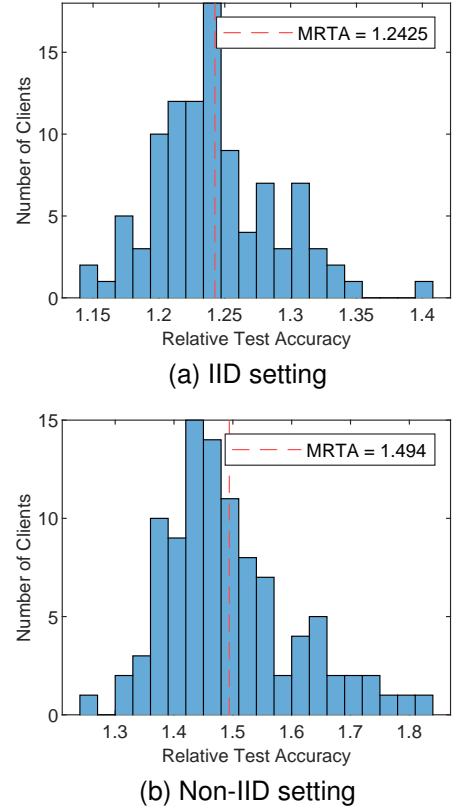 MRTA = 1.2425
15
10
5
0
Number of Clients
1.15 1.2 1.25 1.3 1.35 1.4
Relative Test Accuracy
(a) IID setting
MRTA = 1.494
15
10
5
0
Number of Clients
1.3 1.4 1.5 1.6 1.7 1.8
Relative Test Accuracy
(b) Non-IID setting